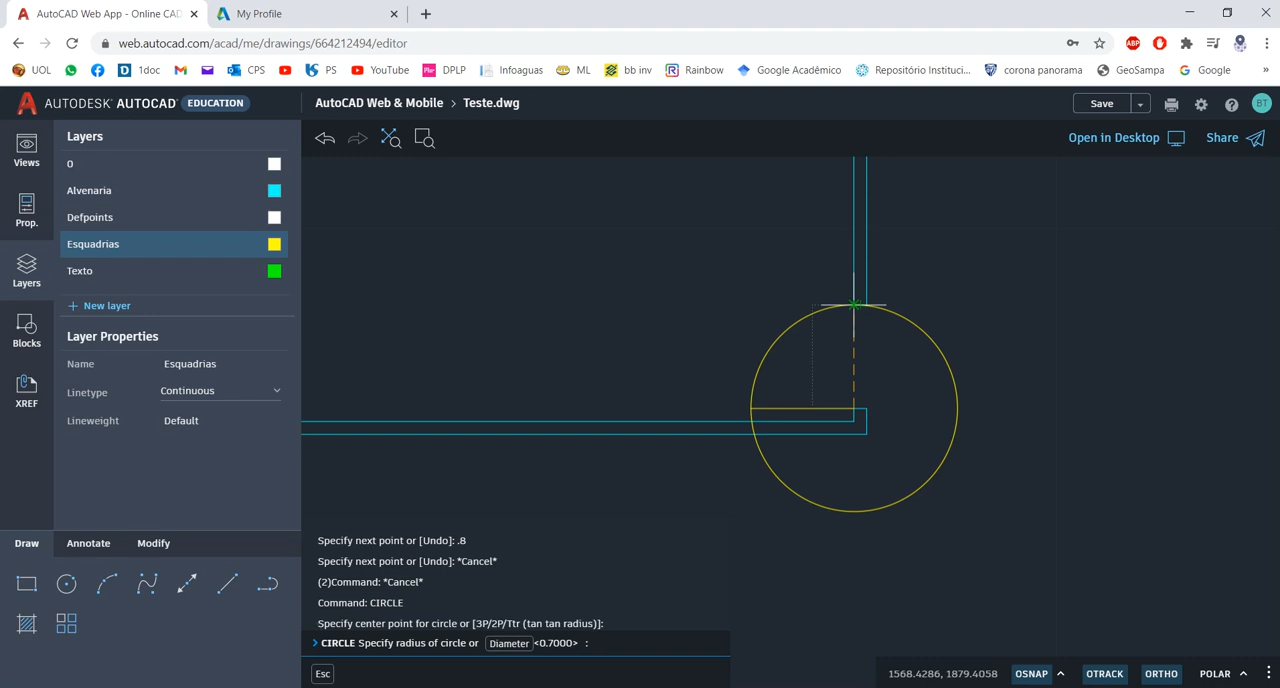 AutoCAD Web App - Online CAD
My Profile
web.autocad.com/acad/me/drawings/664212494/editor
ABP
UOL
1doc
CPS
PS
YouTube
DPLP
Infoaguas
ML
bb inv
Rainbow
Google Acadêmico
Repositório Instituci...
corona panorama
GeoSampa
Google
»
AUTODESK® AUTOCAD® EDUCATION
AutoCAD Web & Mobile > Teste.dwg
Save
BT
Layers
Open in Desktop
Share
Views
Prop.
Layers
Blocks
XREF
0
Alvenaria
Defpoints
Esquadrias
Texto
+ New layer
Layer Properties
Name Esquadrias
Linetype Continuous
Lineweight Default
Draw Annotate Modify
Specify next point or [Undo]: .8
Specify next point or [Undo]: *Cancel*
(2)Command: *Cancel*
Command: CIRCLE
Specify center point for circle or [3P/2P/Ttr (tan tan radius)]:
CIRCLE Specify radius of circle or Diameter <0.7000> :
Esc
1568.4286, 1879.4058 OSNAP OTRACK ORTHO POLAR